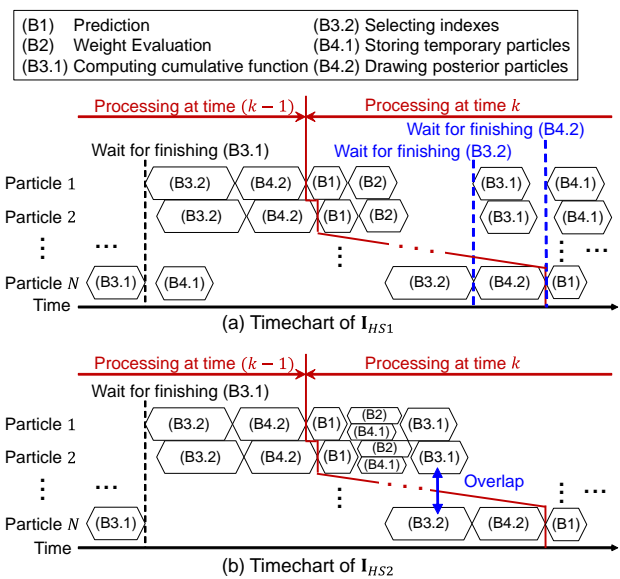 (B1) Prediction (B3.2) Selecting indexes
(B2) Weight Evaluation (B4.1) Storing temporary particles
(B3.1) Computing cumulative function (B4.2) Drawing posterior particles
Processing at time (k − 1) Processing at time k
Wait for finishing (B4.2)
Wait for finishing (B3.1) Wait for finishing (B3.2)
Particle 1 (B3.2) (B4.2) (B1) (B2) (B3.1) (B4.1)
Particle 2 (B3.2) (B4.2) (B1) (B2) (B3.1) (B4.1)
Particle N (B3.1) (B4.1) (B3.2) (B4.2) (B1)
Time
(a) Timechart of I_HS1
Processing at time (k − 1) Processing at time k
Wait for finishing (B3.1)
Particle 1 (B3.2) (B4.2) (B1) (B2) (B4.1) (B3.1)
Particle 2 (B3.2) (B4.2) (B1) (B2) (B4.1) (B3.1)
Overlap
Particle N (B3.1) (B3.2) (B4.2) (B1)
Time
(b) Timechart of I_HS2